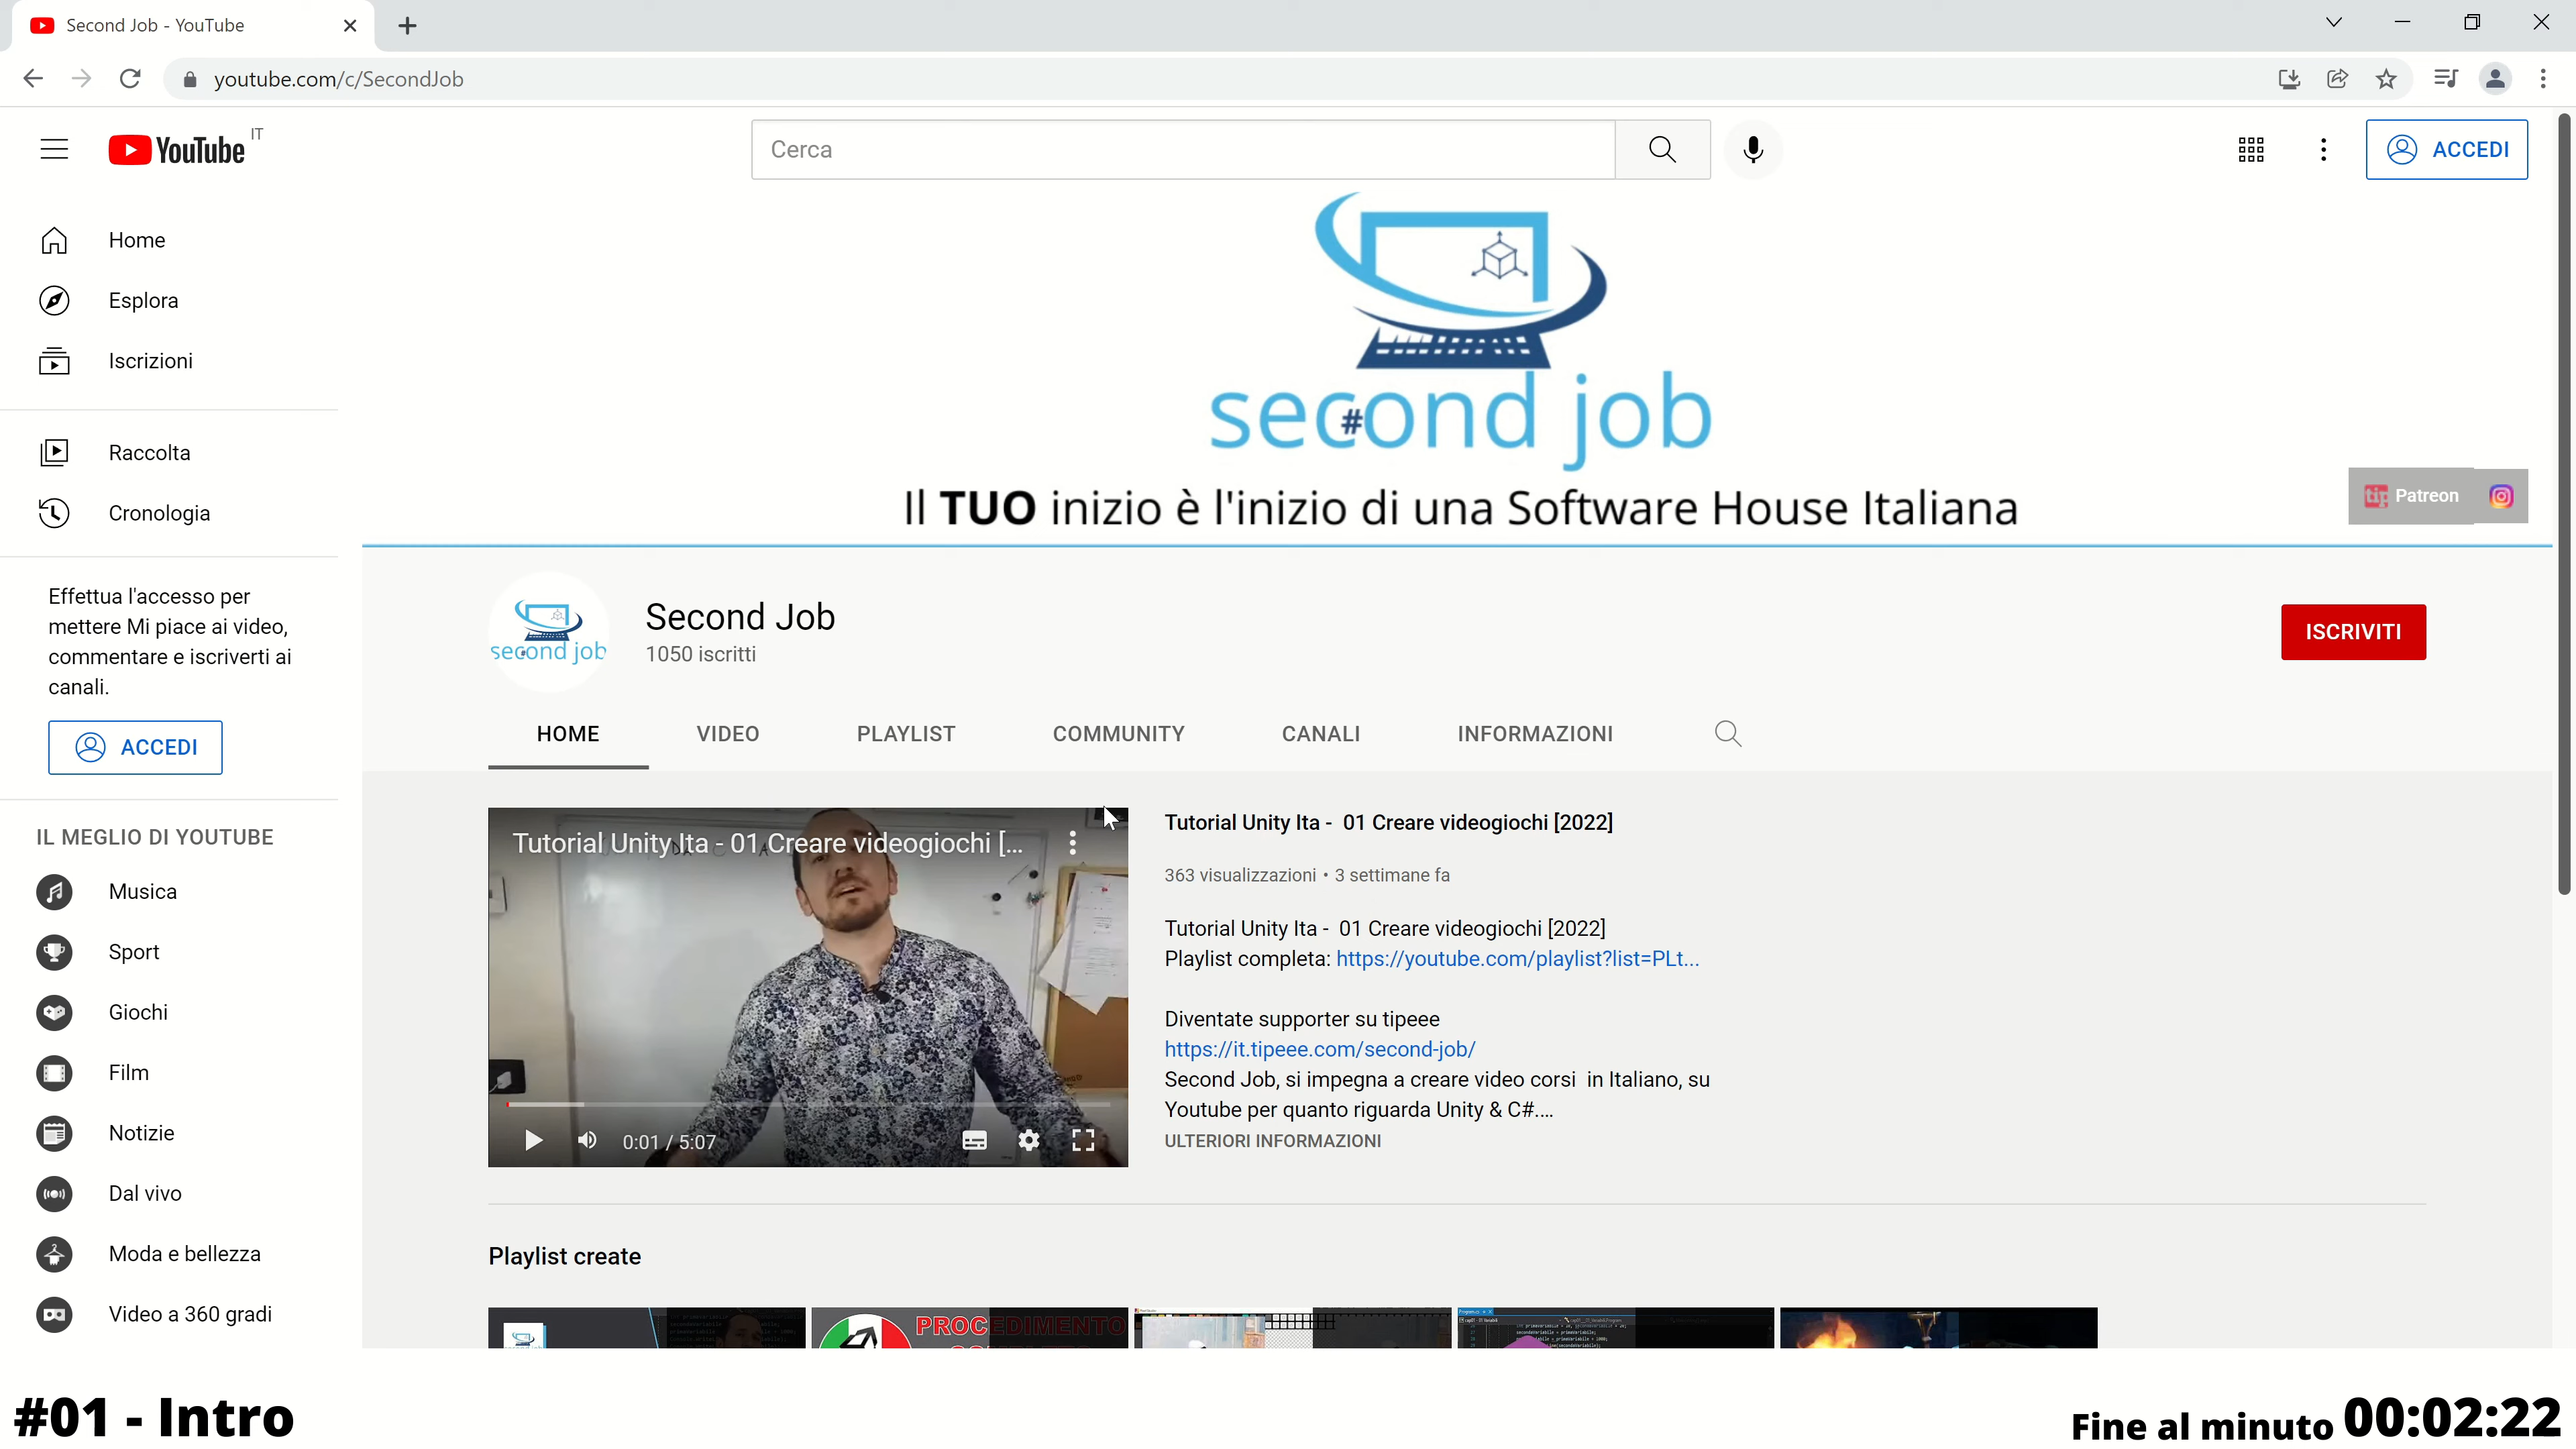 Second Job - YouTube
youtube.com/c/SecondJob
YouTube IT
Cerca
ACCEDI
Home
Esplora
Iscrizioni
Raccolta
Cronologia
Effettua l'accesso per
mettere Mi piace ai video,
commentare e iscriverti ai
canali.
ACCEDI
IL MEGLIO DI YOUTUBE
Musica
Sport
Giochi
Film
Notizie
Dal vivo
Moda e bellezza
Video a 360 gradi
sec#ond job
Il TUO inizio è l'inizio di una Software House Italiana
tip Patreon
second job
Second Job
1050 iscritti
ISCRIVITI
HOME VIDEO PLAYLIST COMMUNITY CANALI INFORMAZIONI
Tutorial Unity Ita - 01 Creare videogiochi [...
0:01 / 5:07
Tutorial Unity Ita - 01 Creare videogiochi [2022]
363 visualizzazioni • 3 settimane fa
Tutorial Unity Ita - 01 Creare videogiochi [2022]
Playlist completa: https://youtube.com/playlist?list=PLt...
Diventate supporter su tipeee
https://it.tipeee.com/second-job/
Second Job, si impegna a creare video corsi in Italiano, su
Youtube per quanto riguarda Unity & C#....
ULTERIORI INFORMAZIONI
Playlist create
PROCEDIMENTO
#01 - Intro
Fine al minuto 00:02:22